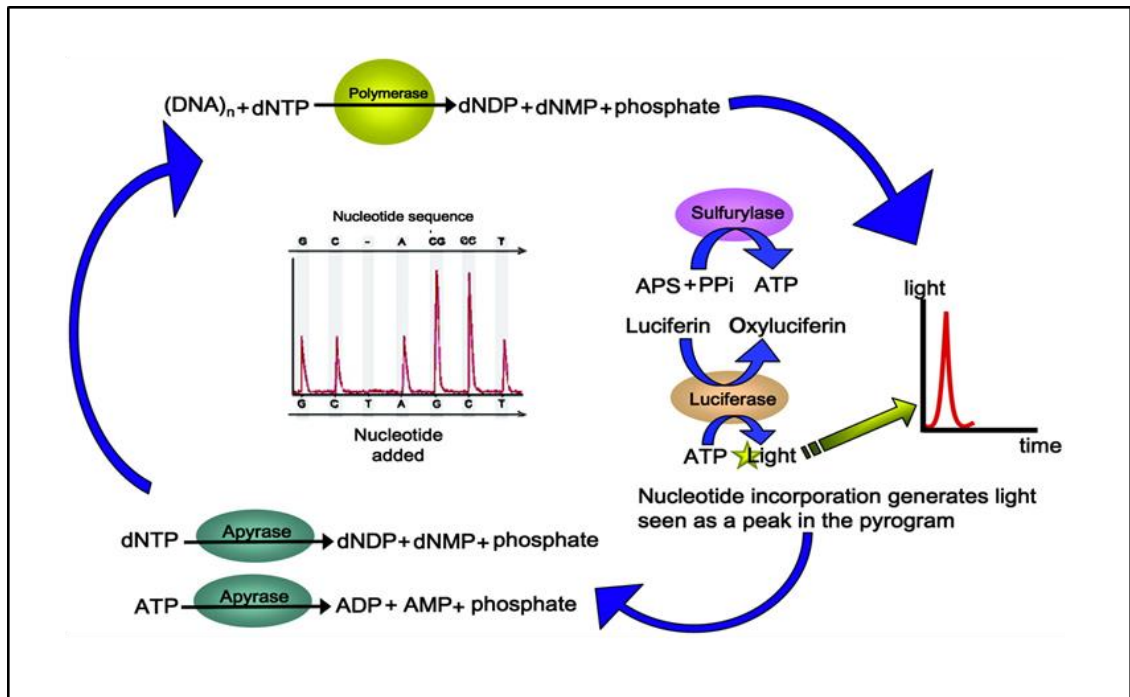 (DNA)n+dNTP Polymerase dNDP+dNMP+phosphate
Nucleotide sequence
G C - A CG CC T
G C T A G C T
Nucleotide
added
Sulfurylase
APS+PPi ATP
Luciferin Oxyluciferin
Luciferase
ATP Light
light
time
Nucleotide incorporation generates light
seen as a peak in the pyrogram
dNTP Apyrase dNDP+dNMP+ phosphate
ATP Apyrase ADP+ AMP+ phosphate